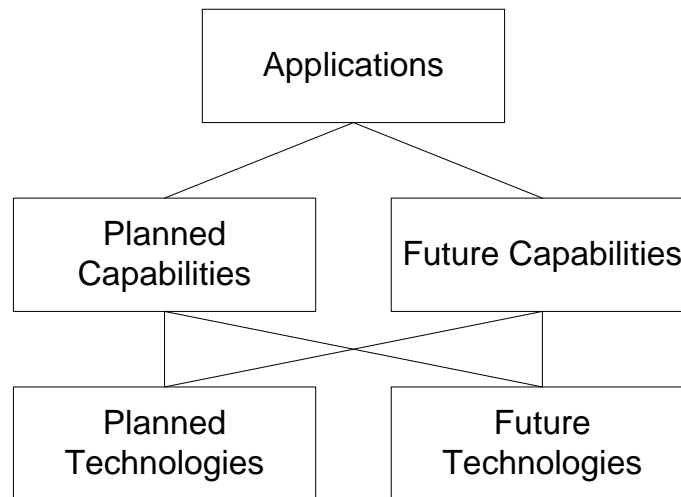 Applications
Planned
Capabilities
Future Capabilities
Planned
Technologies
Future
Technologies